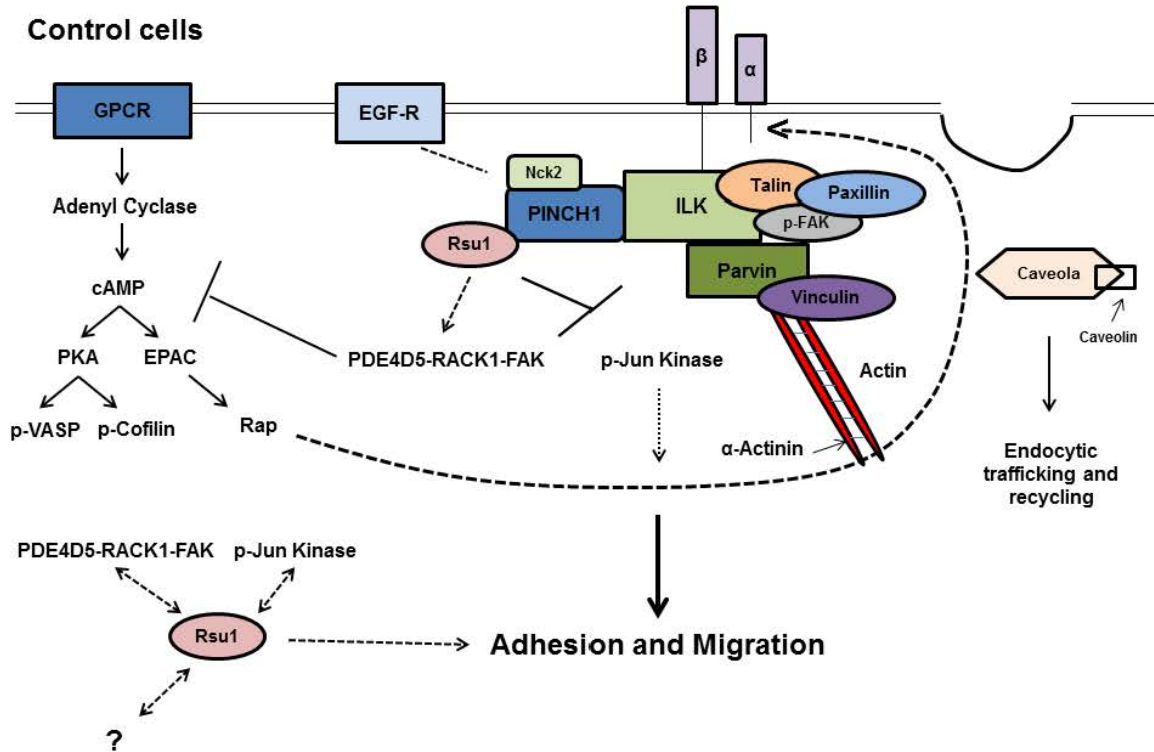 Control cells
β
α
GPCR
EGF-R
Nck2
Talin
Paxillin
Adenyl Cyclase
PINCH1
ILK
p-FAK
Rsu1
Parvin
Caveola
cAMP
Vinculin
Caveolin
PKA
EPAC
PDE4D5-RACK1-FAK
p-Jun Kinase
Actin
p-VASP
p-Cofilin
Rap
α-Actinin
Endocytic
trafficking and
recycling
PDE4D5-RACK1-FAK
p-Jun Kinase
Rsu1
Adhesion and Migration
?